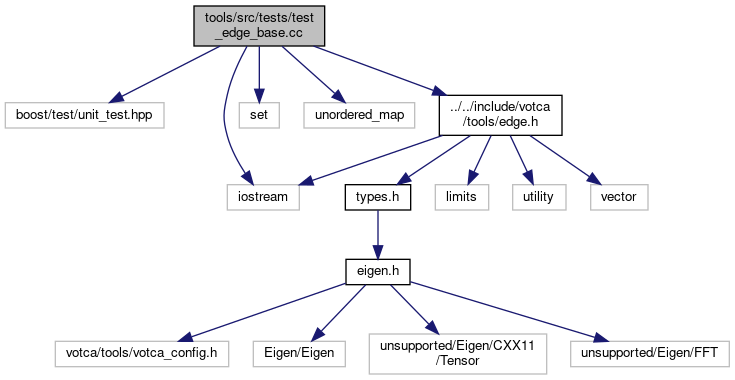 tools/src/tests/test
_edge_base.cc
boost/test/unit_test.hpp
set
unordered_map
../../include/votca
/tools/edge.h
iostream
types.h
limits
utility
vector
eigen.h
votca/tools/votca_config.h
Eigen/Eigen
unsupported/Eigen/CXX11
/Tensor
unsupported/Eigen/FFT